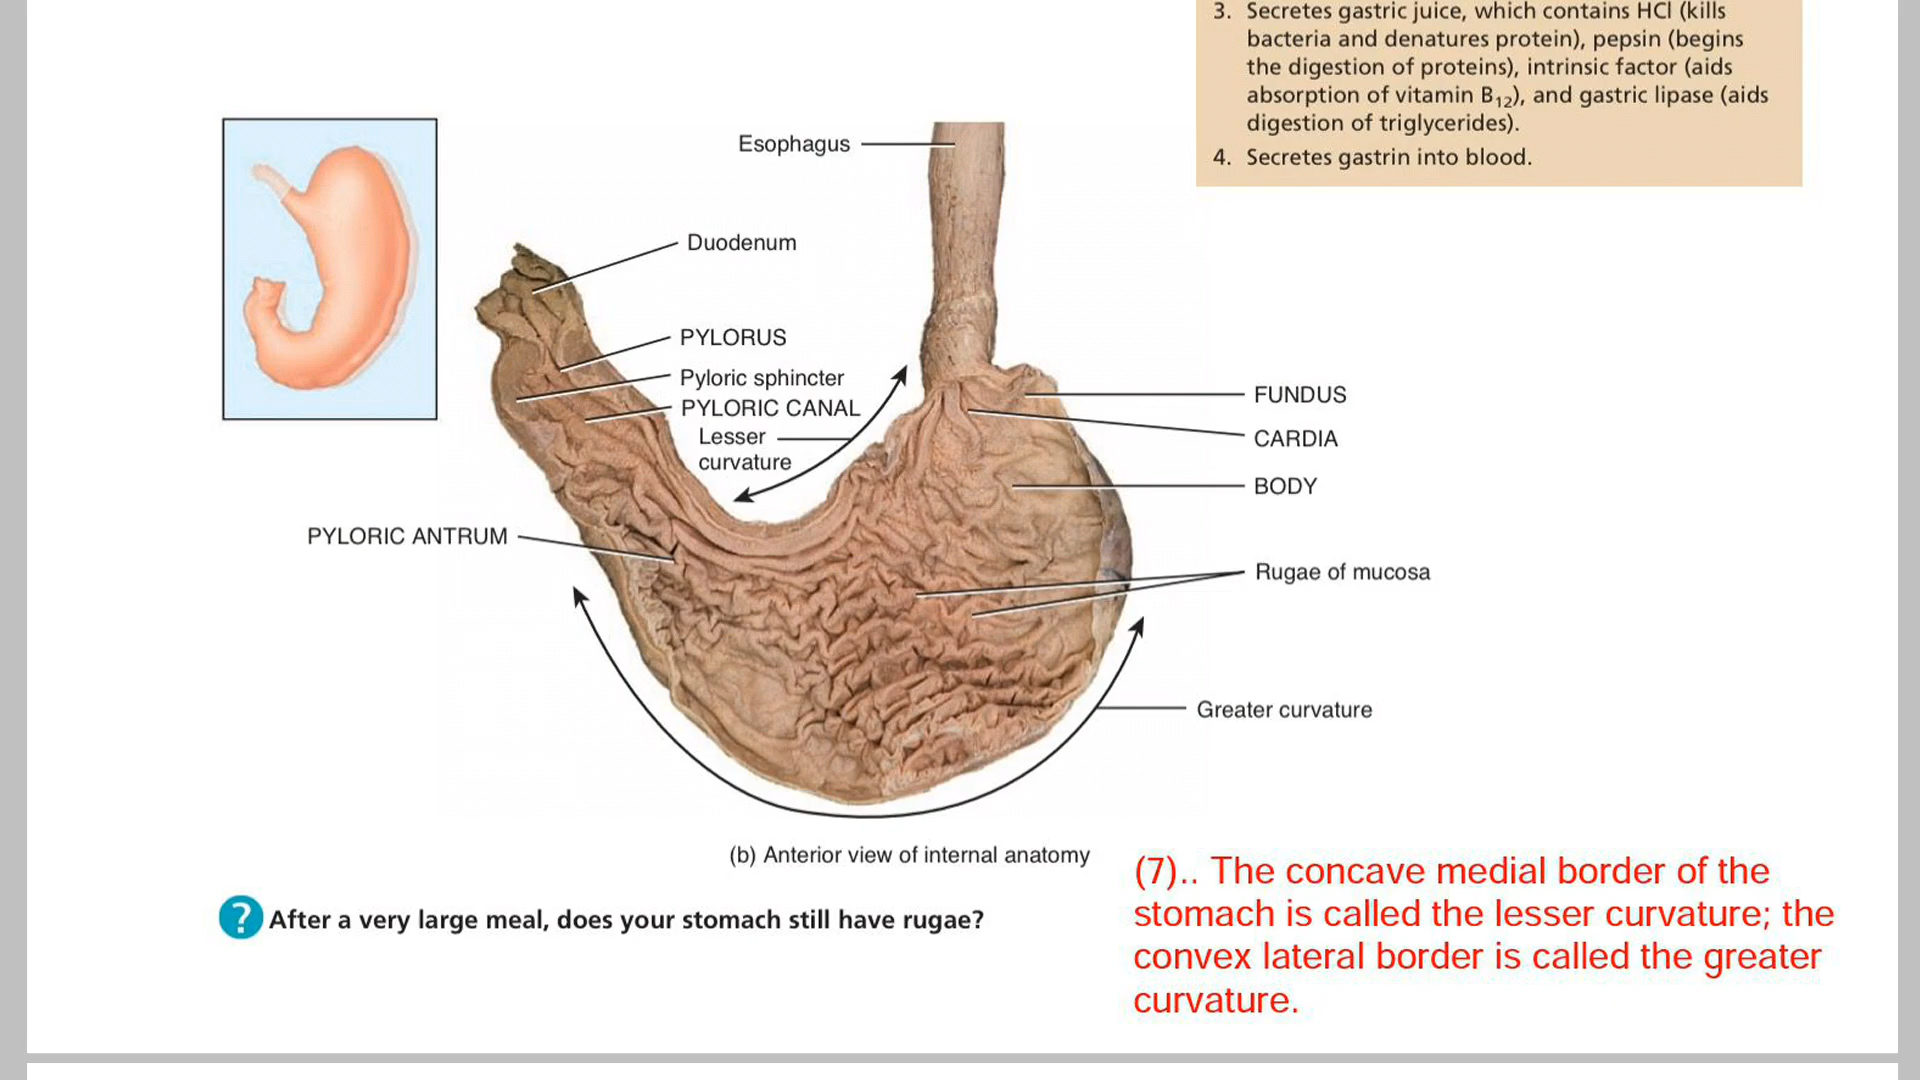 3. Secretes gastric juice, which contains HCl (kills
bacteria and denatures protein), pepsin (begins
the digestion of proteins), intrinsic factor (aids
absorption of vitamin B12), and gastric lipase (aids
digestion of triglycerides).
4. Secretes gastrin into blood.
Esophagus
Duodenum
PYLORUS
Pyloric sphincter
PYLORIC CANAL
Lesser
curvature
PYLORIC ANTRUM
FUNDUS
CARDIA
BODY
Rugae of mucosa
Greater curvature
(b) Anterior view of internal anatomy
? After a very large meal, does your stomach still have rugae?
(7).. The concave medial border of the
stomach is called the lesser curvature; the
convex lateral border is called the greater
curvature.